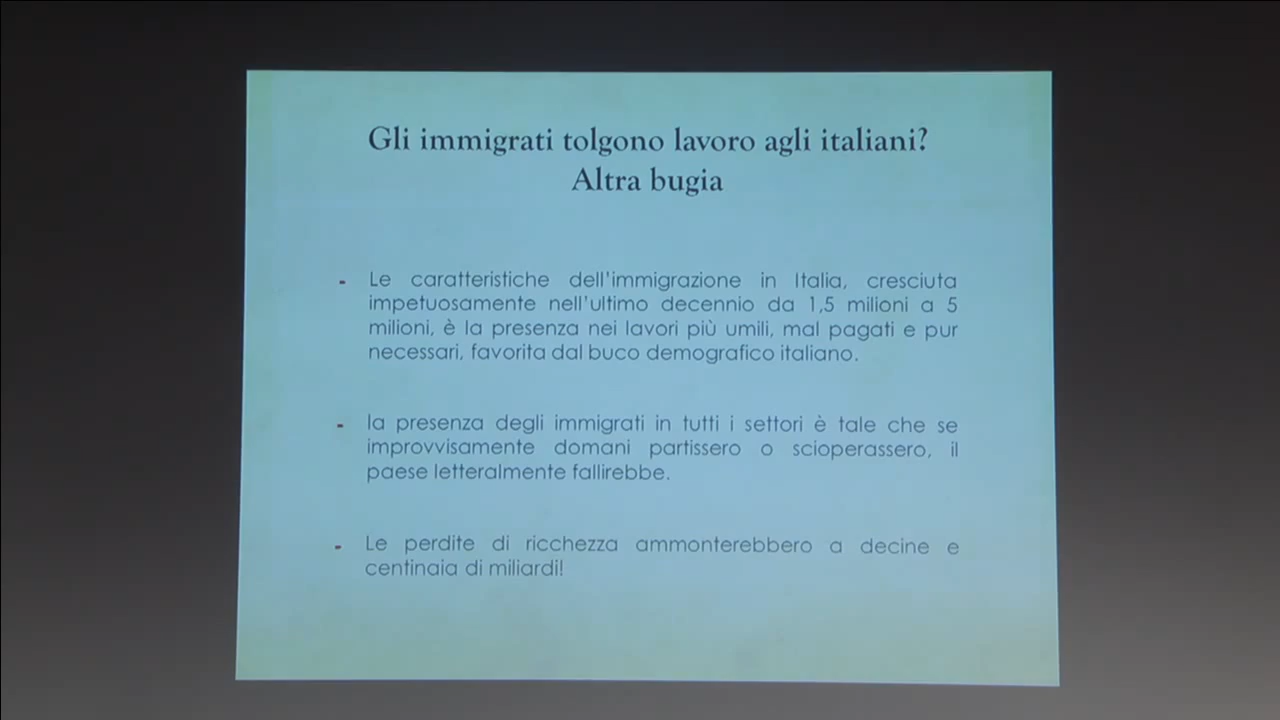 Gli immigrati tolgono lavoro agli italiani?
Altra bugia
- Le caratteristiche dell'immigrazione in Italia, cresciuta
impetuosamente nell'ultimo decennio da 1,5 milioni a 5
milioni, è la presenza nei lavori più umili, mal pagati e pur
necessari, favorita dal buco demografico italiano.
- la presenza degli immigrati in tutti i settori è tale che se
improvvisamente domani partissero o scioperassero, il
paese letteralmente fallirebbe.
- Le perdite di ricchezza ammonterebbero a decine e
centinaia di miliardi!